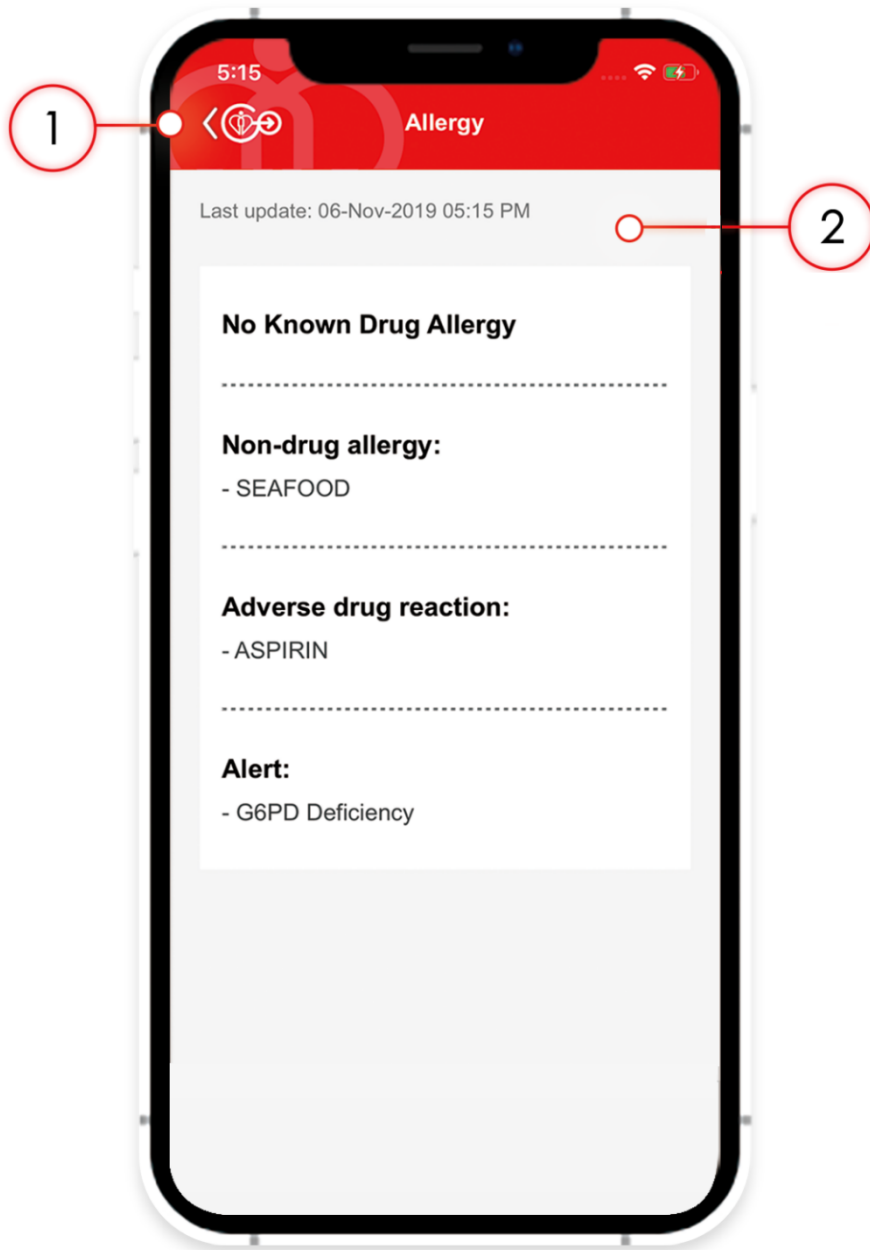 5:15
1
Allergy
Last update: 06-Nov-2019 05:15 PM
2
No Known Drug Allergy
Non-drug allergy:
- SEAFOOD
Adverse drug reaction:
- ASPIRIN
Alert:
- G6PD Deficiency